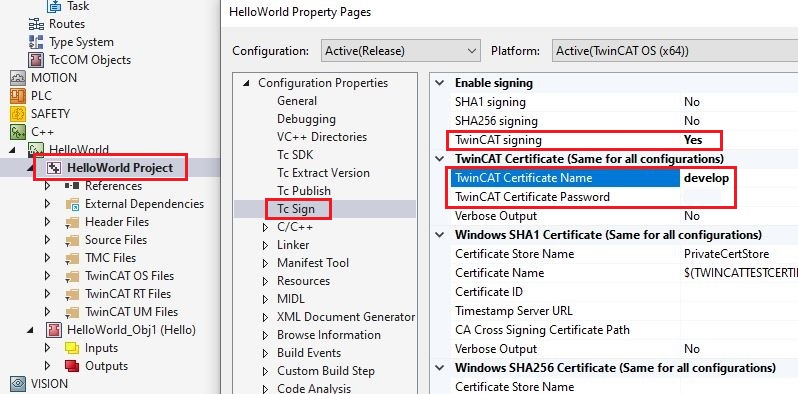 Task
Routes
Type System
TcCOM Objects
MOTION
PLC
SAFETY
C++
HelloWorld
HelloWorld Project
References
External Dependencies
Header Files
Source Files
TMC Files
TwinCAT OS Files
TwinCAT RT Files
TwinCAT UM Files
HelloWorld_Obj1 (Hello)
Inputs
Outputs
VISION
HelloWorld Property Pages
Configuration: Active(Release) Platform: Active(TwinCAT OS (x64))
Configuration Properties
General
Debugging
VC++ Directories
Tc SDK
Tc Extract Version
Tc Publish
Tc Sign
C/C++
Linker
Manifest Tool
Resources
MIDL
XML Document Generator
Browse Information
Build Events
Custom Build Step
Code Analysis
Enable signing
SHA1 signing No
SHA256 signing No
TwinCAT signing Yes
TwinCAT Certificate (Same for all configurations)
TwinCAT Certificate Name develop
TwinCAT Certificate Password
Verbose Output No
Windows SHA1 Certificate (Same for all configurations)
Certificate Store Name PrivateCertStore
Certificate Name $(TWINCATTESTCERTIF
Certificate ID
Timestamp Server URL
CA Cross Signing Certificate Path
Verbose Output No
Windows SHA256 Certificate (Same for all configurations)
Certificate Store Name